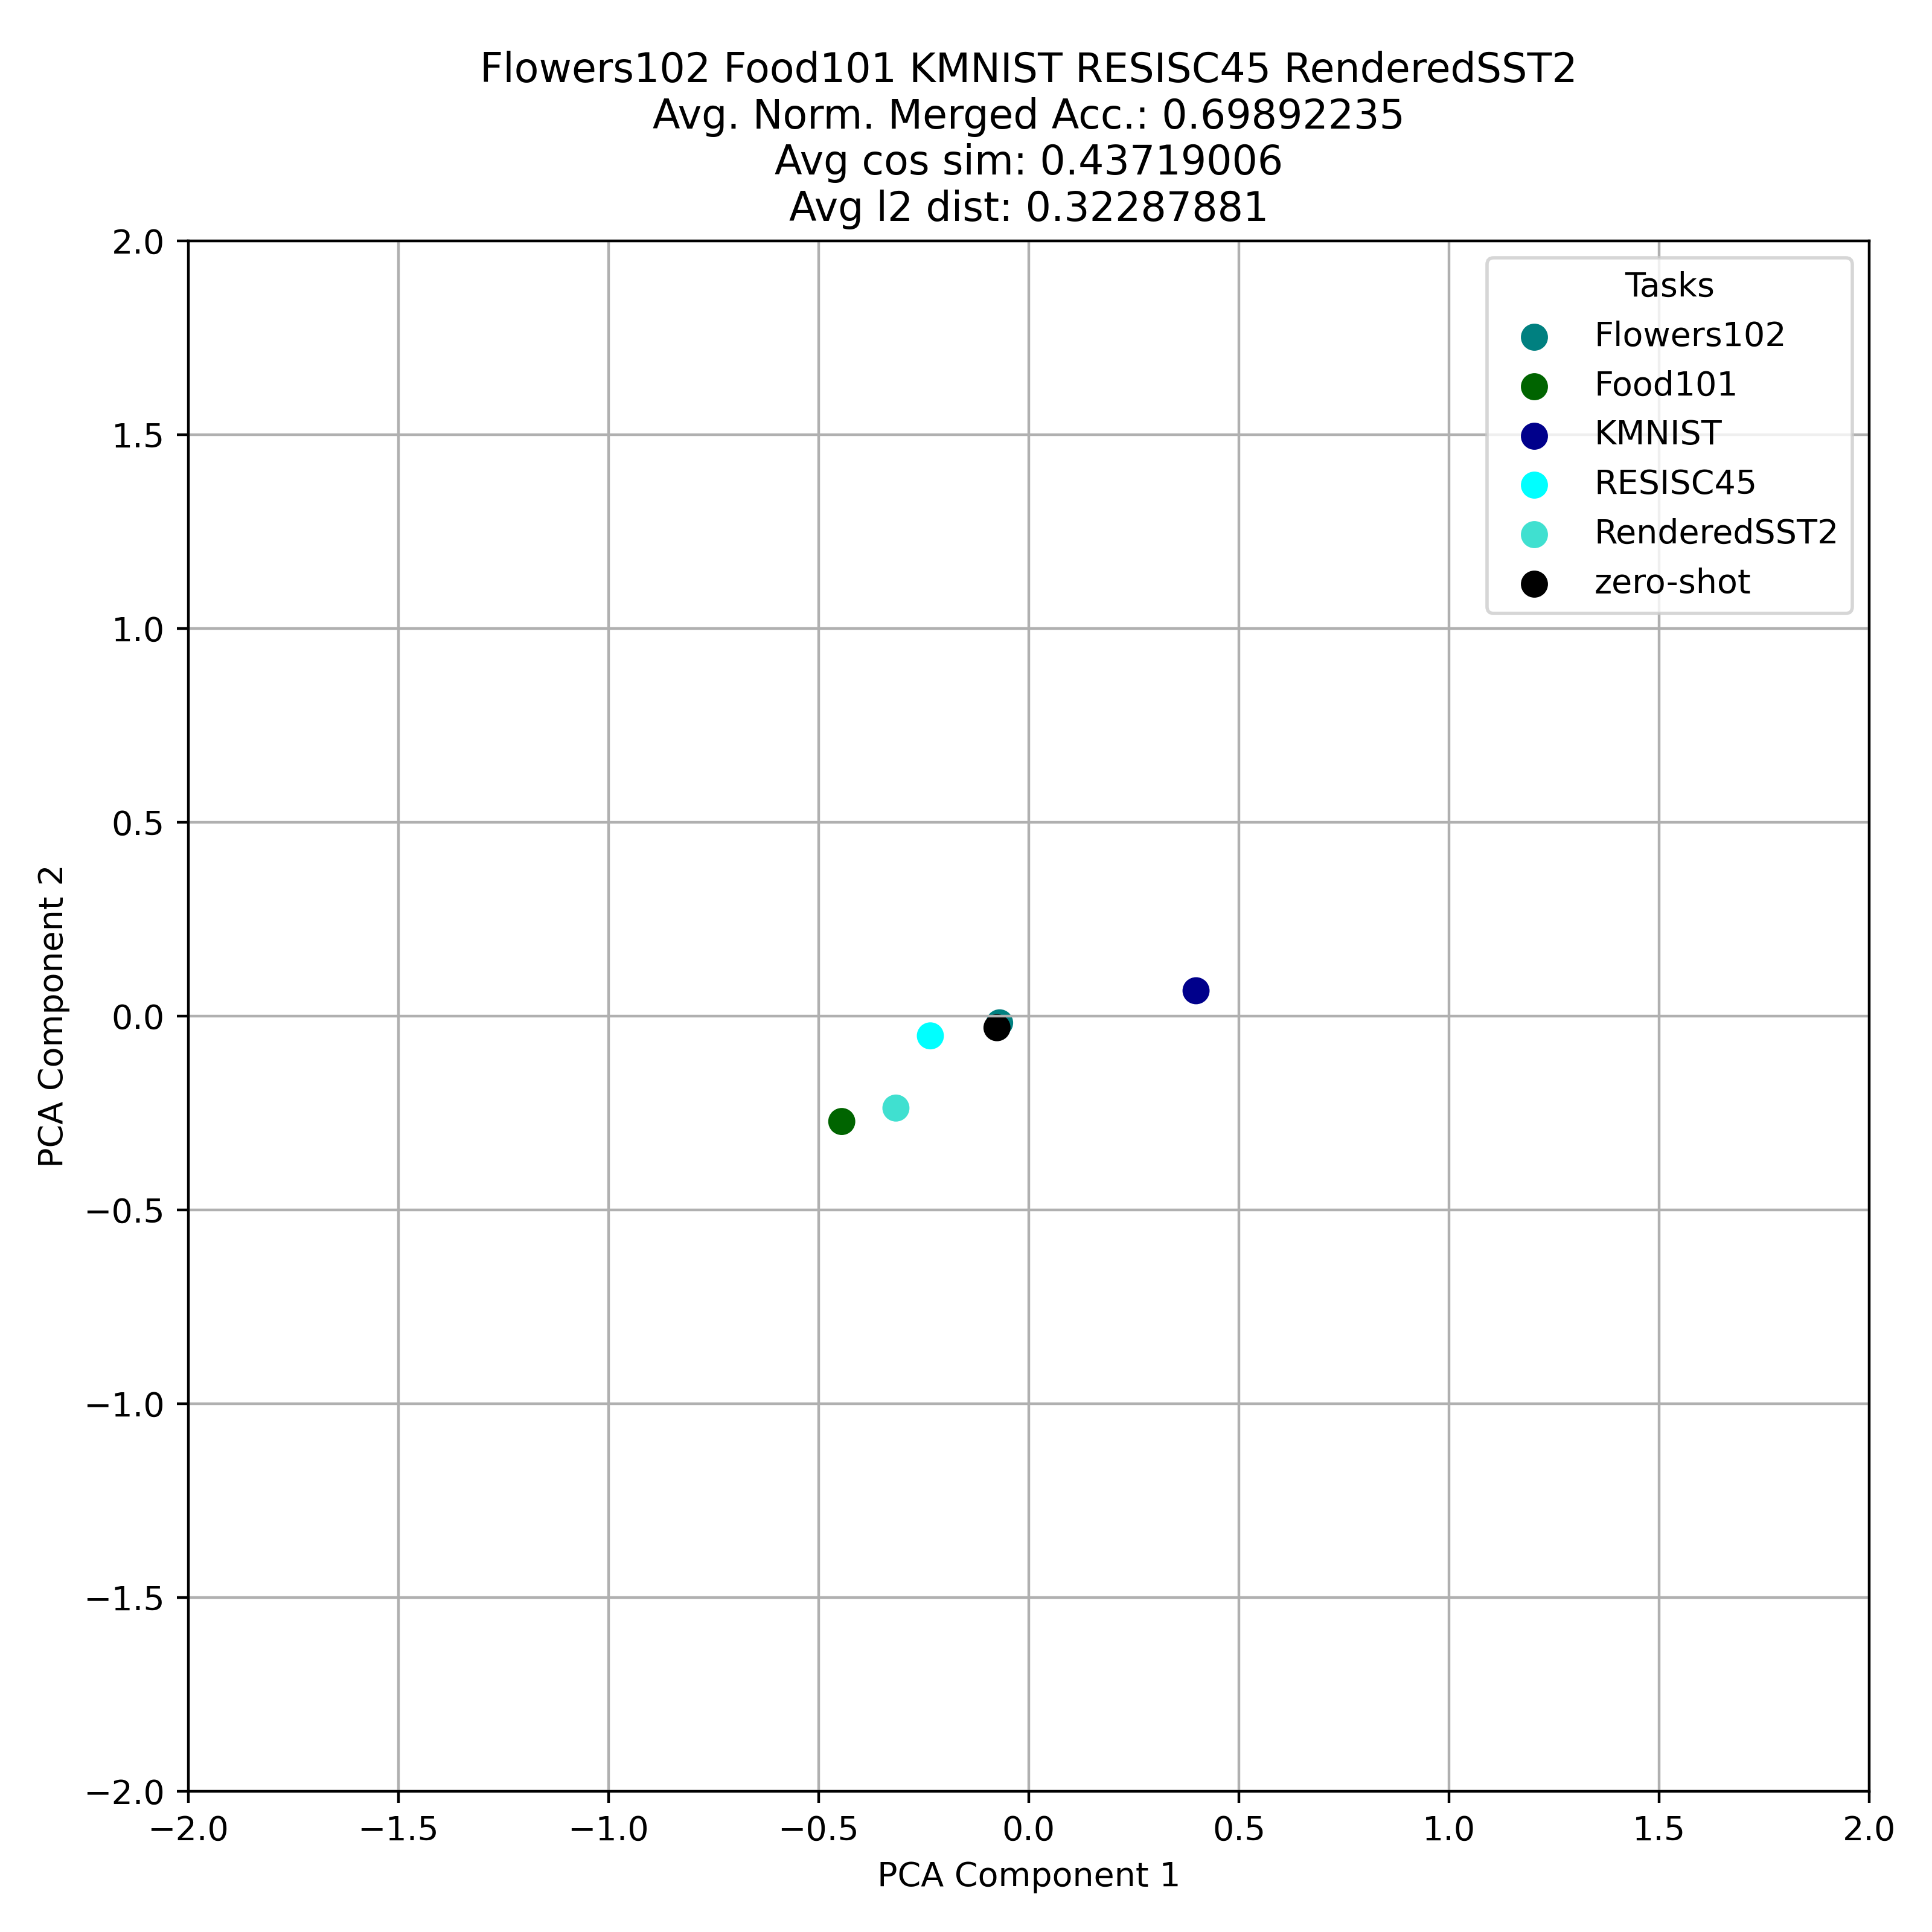 Flowers102 Food101 KMNIST RESISC45 RenderedSST2
Avg. Norm. Merged Acc.: 0.69892235
Avg cos sim: 0.43719006
Avg l2 dist: 0.32287881
Tasks
Flowers102
Food101
KMNIST
RESISC45
RenderedSST2
zero-shot
2.0
1.5
1.0
0.5
0.0
−0.5
−1.0
−1.5
−2.0
PCA Component 2
−2.0 −1.5 −1.0 −0.5 0.0 0.5 1.0 1.5 2.0
PCA Component 1